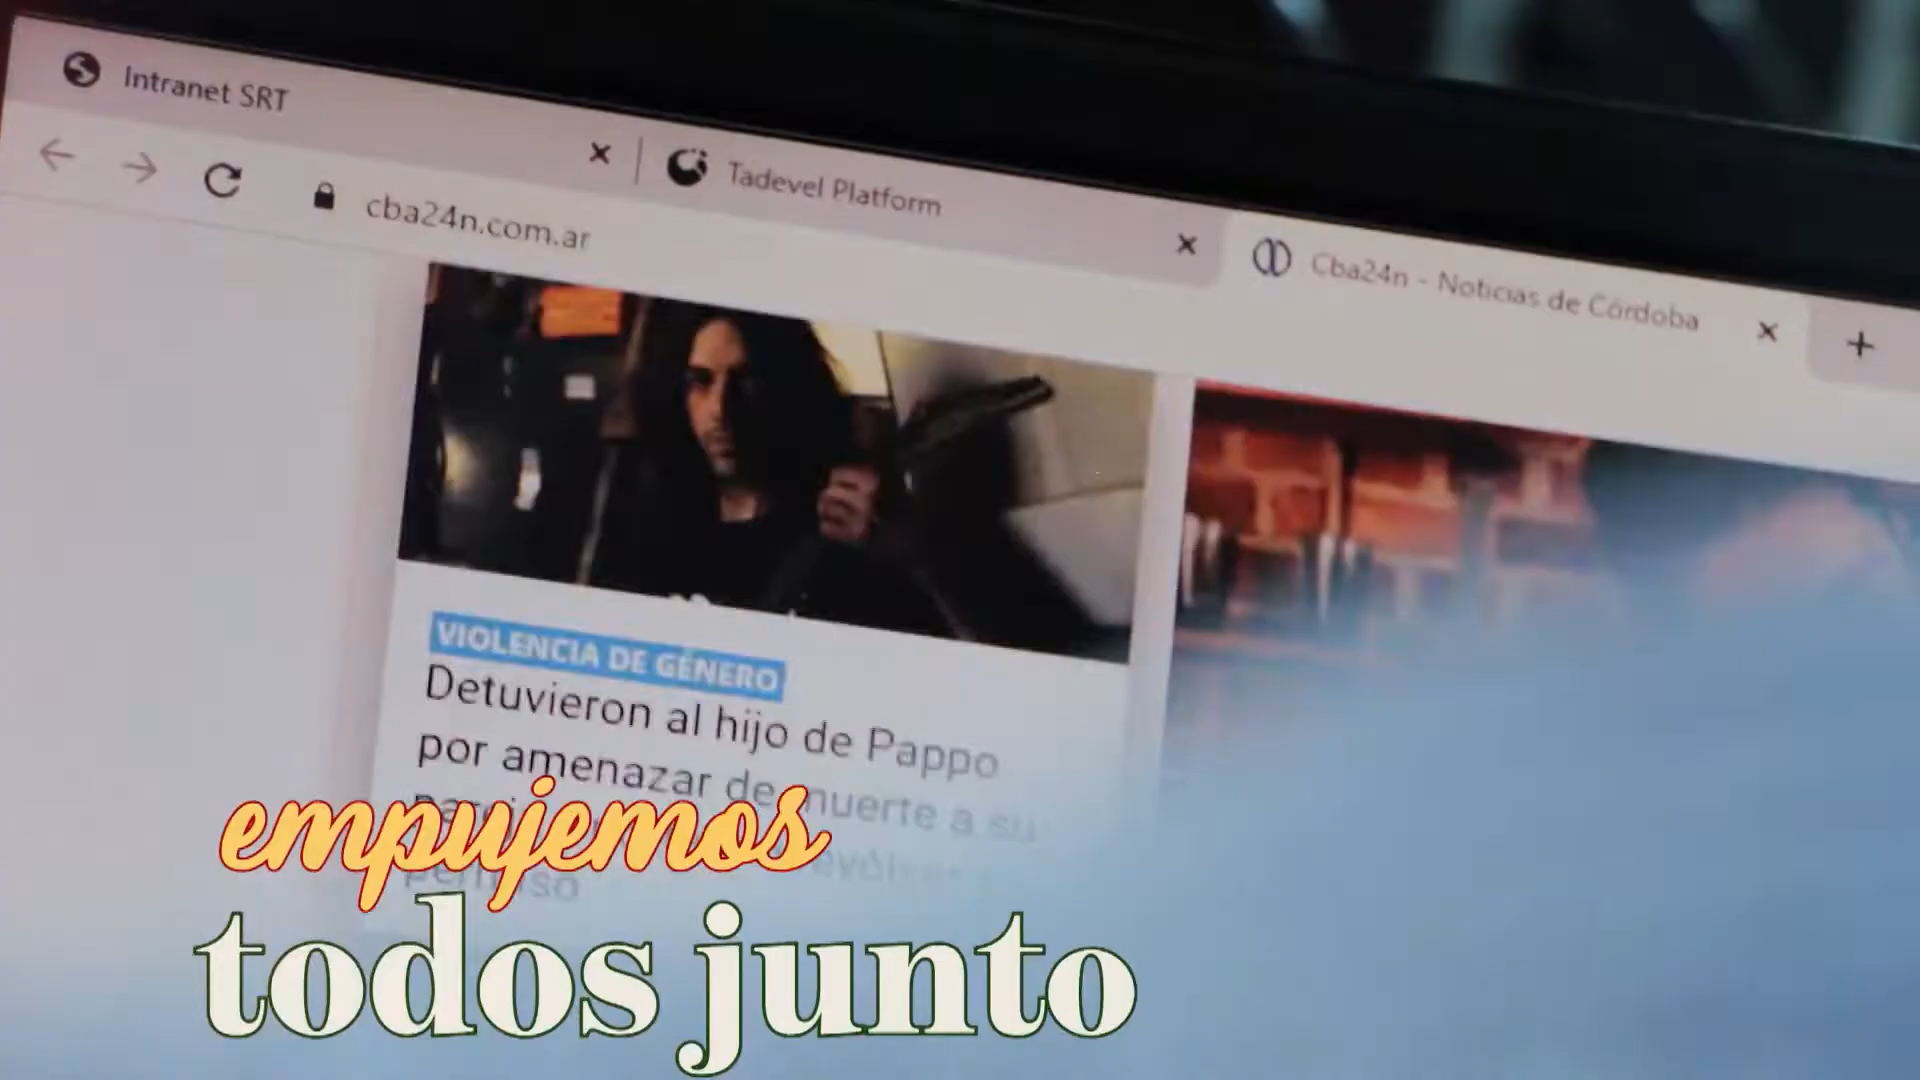 Intranet SRT
Tadevel Platform
Cba24n - Noticias de Córdoba
cba24n.com.ar
VIOLENCIA DE GÉNERO
Detuvieron al hijo de Pappo
por amenazar de muerte a su
empujemos
todos junto